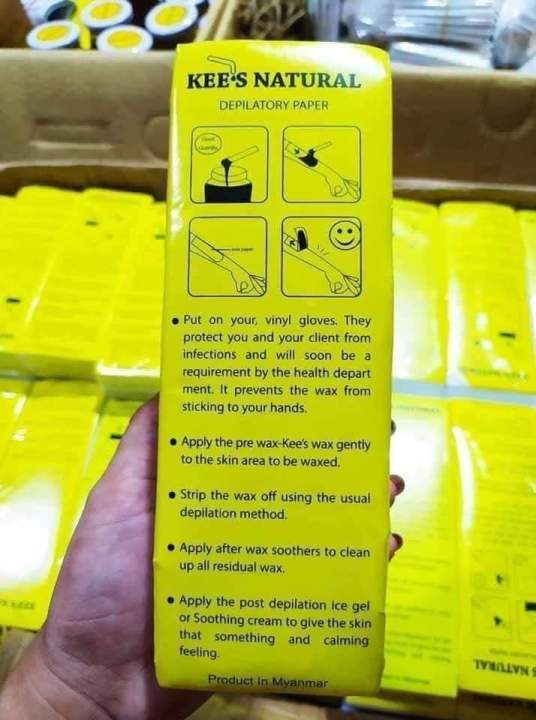 KEE'S NATURAL
DEPILATORY PAPER
Good
Quality
wax paper
• Put on your, vinyl gloves. They
protect you and your client from
infections and will soon be a
requirement by the health depart
ment. It prevents the wax from
sticking to your hands.
• Apply the pre wax-Kee's wax gently
to the skin area to be waxed.
• Strip the wax off using the usual
depilation method.
• Apply after wax soothers to clean
up all residual wax.
• Apply the post depilation ice gel
or Soothing cream to give the skin
that something and calming
feeling.
Product In Myanmar